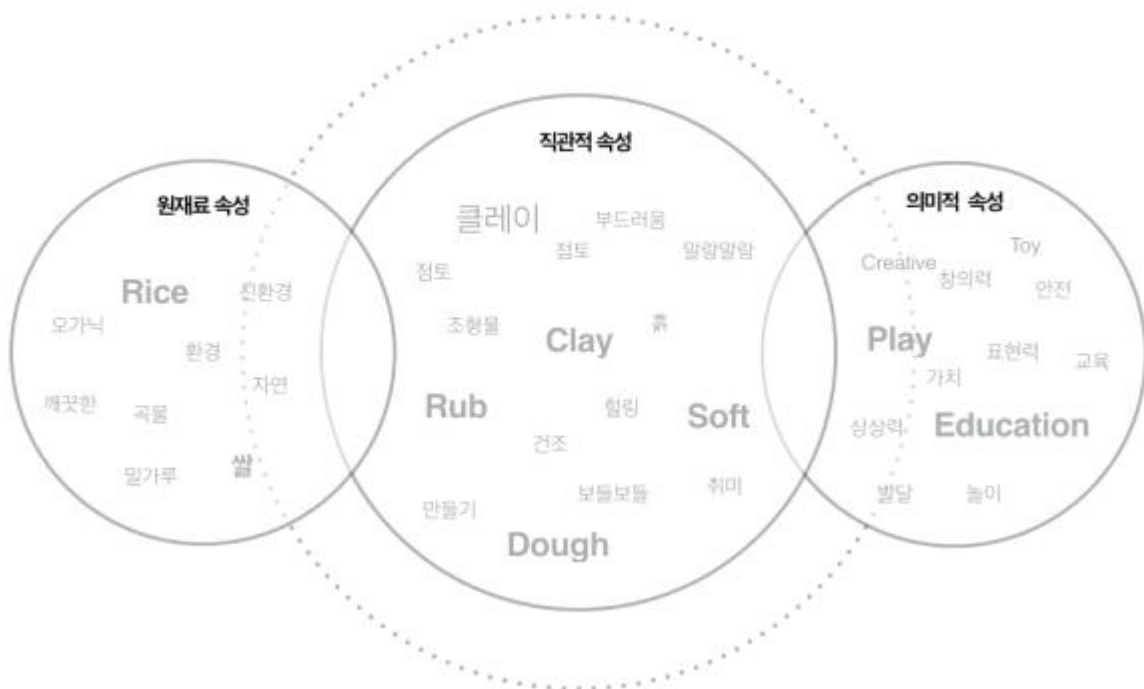 원재료 속성
Rice
친환경
오가닉
환경
자연
깨끗한
곡물
밀가루
쌀
직관적 속성
클레이
부드러움
점토
말랑말랑
점토
조형물
흙
Clay
Rub
힐링
Soft
건조
만들기
보들보들
취미
Dough
의미적 속성
Toy
Creative
창의력
안전
Play
표현력
교육
가치
상상력
Education
발달
놀이